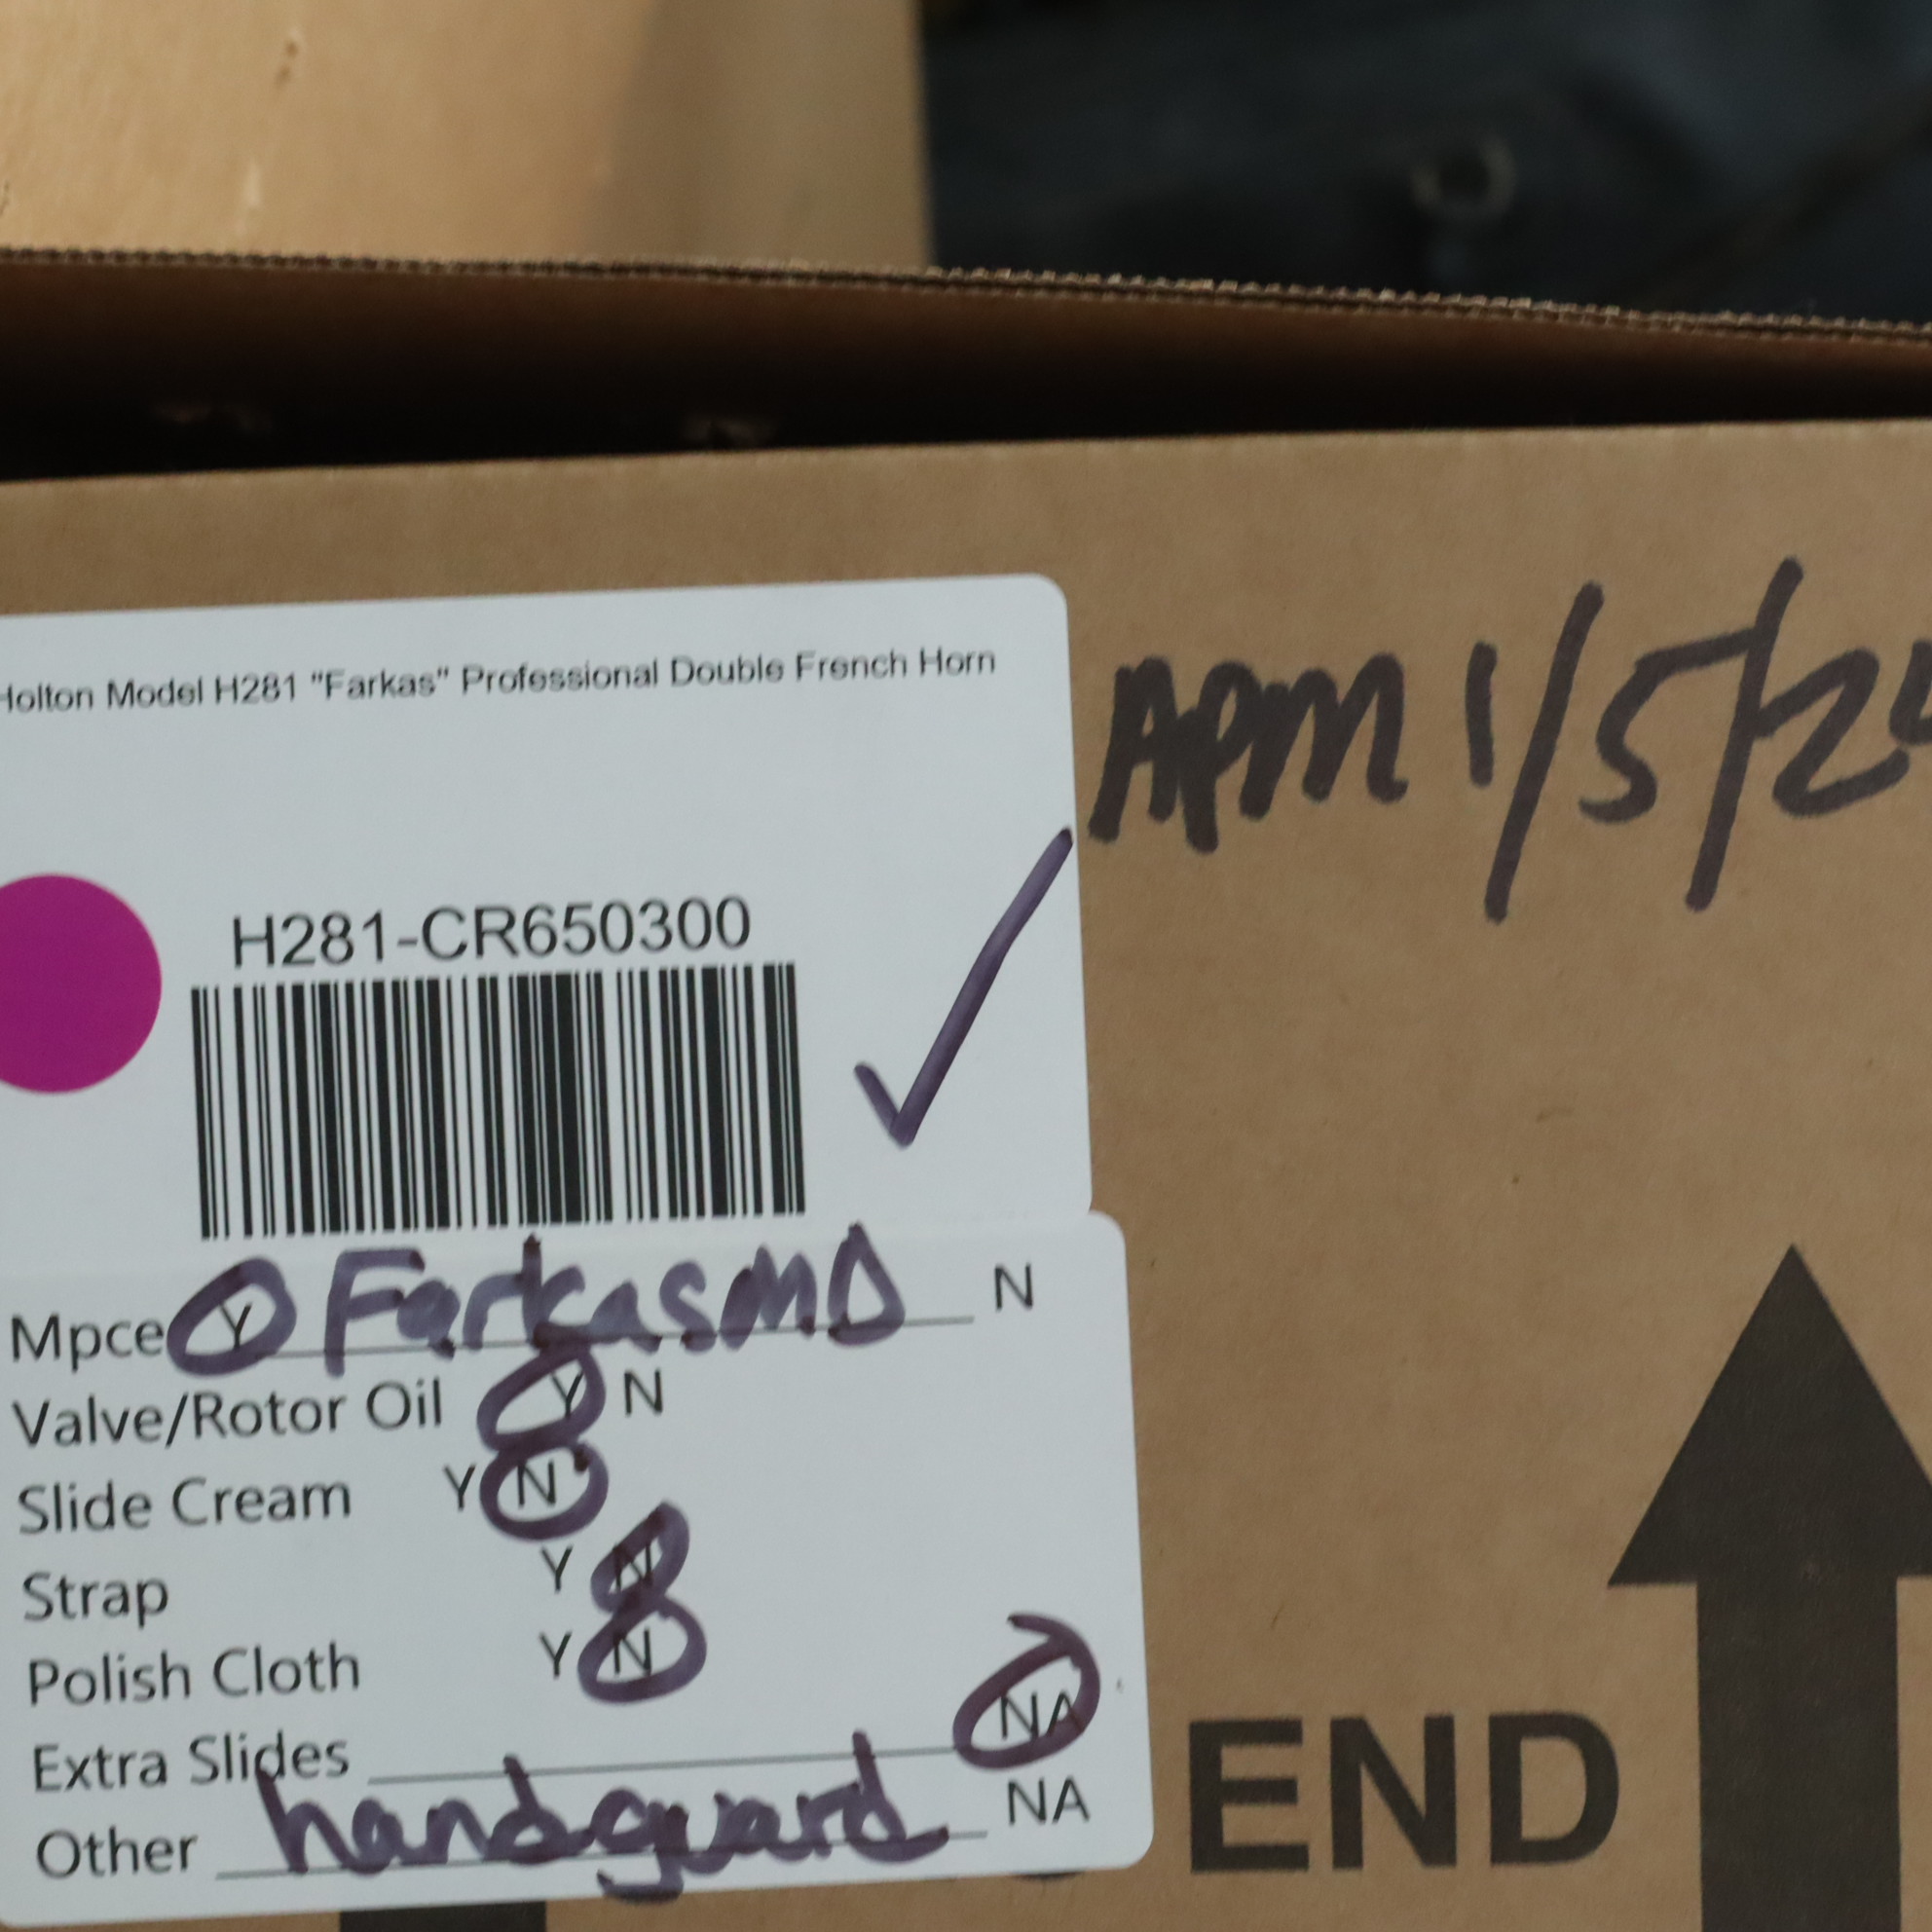 Holton Model H281 "Farkas" Professional Double French Horn
APM 1/5/24
H281-CR650300
Mpce Y Farkas MD N
Valve/Rotor Oil Y N
Slide Cream Y N
Strap Y N
Polish Cloth Y N
Extra Slides NA
Other handguard NA
END